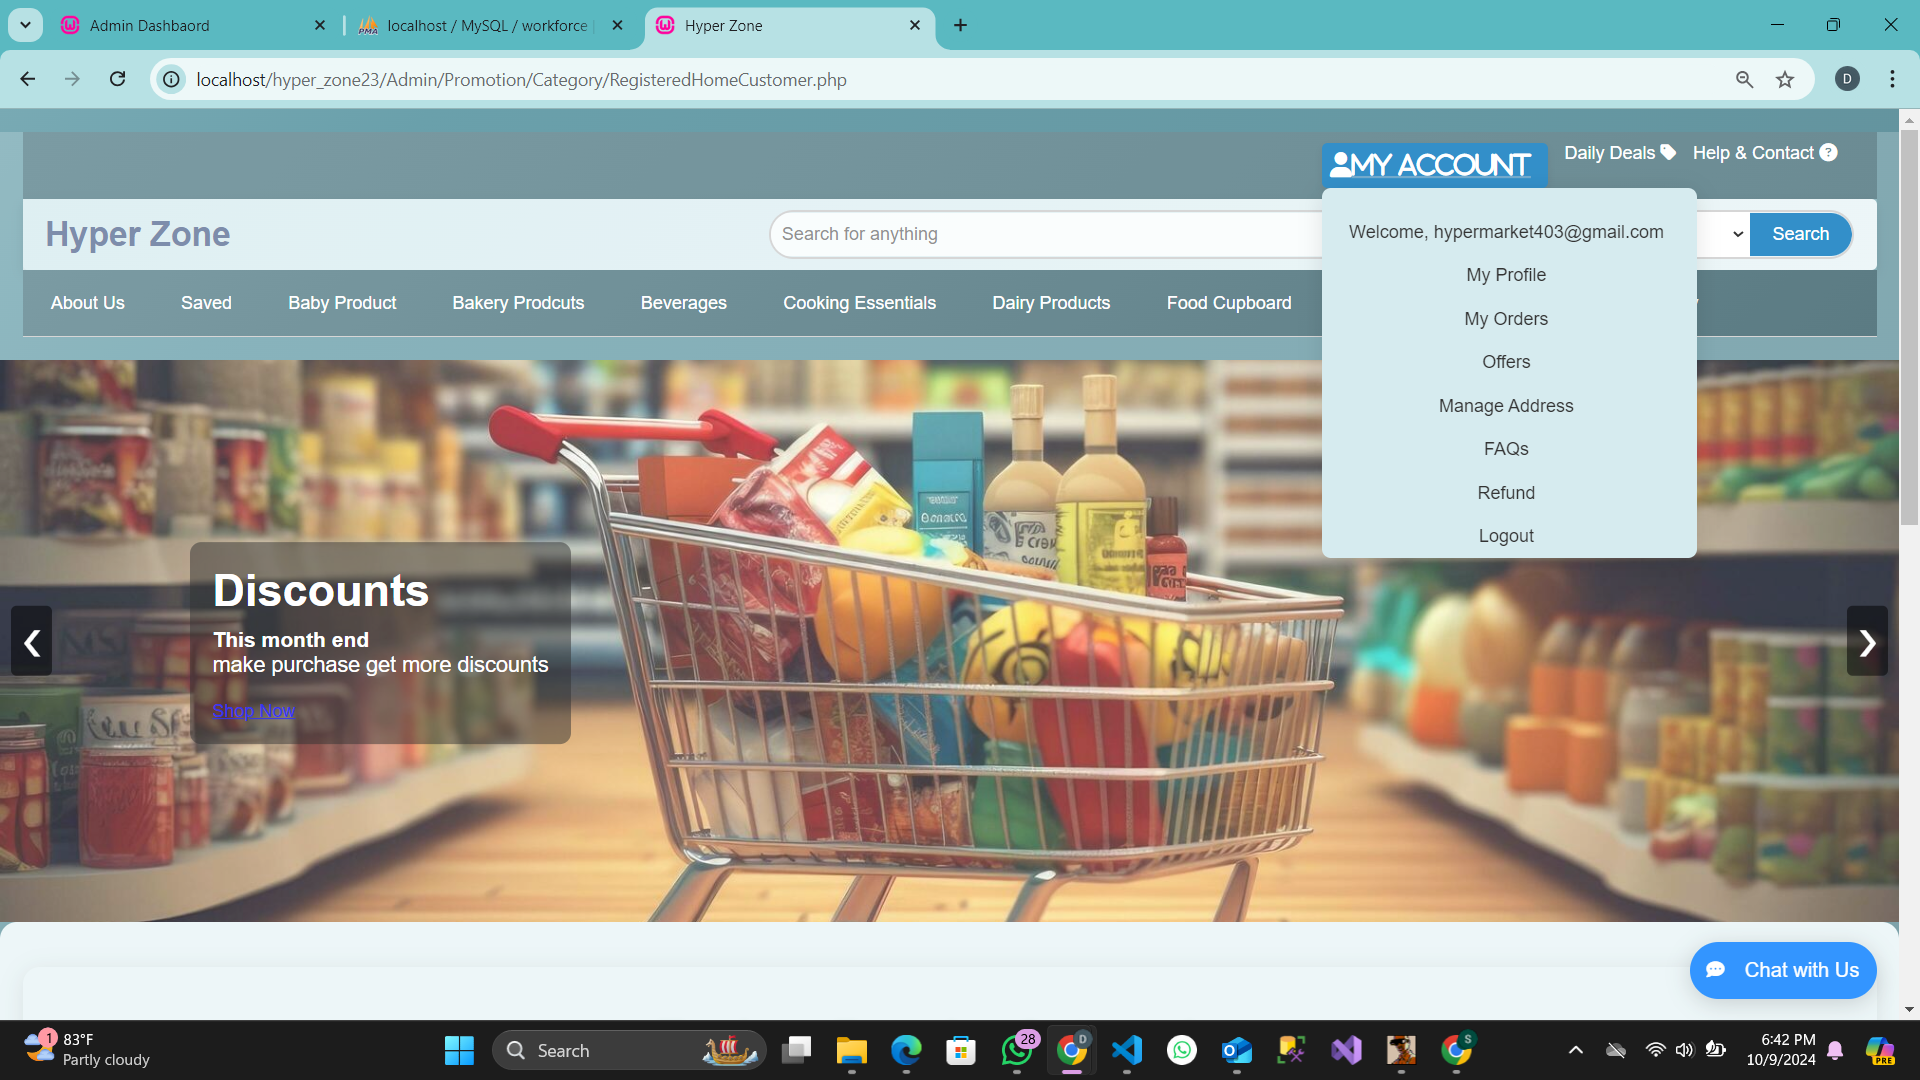 Admin Dashbaord
localhost / MySQL / workforce
Hyper Zone
localhost/hyper_zone23/Admin/Promotion/Category/RegisteredHomeCustomer.php
D
MY ACCOUNT
Daily Deals
Help & Contact
Hyper Zone
Search for anything
Search
About Us
Saved
Baby Product
Bakery Prodcuts
Beverages
Cooking Essentials
Dairy Products
Food Cupboard
Welcome, hypermarket403@gmail.com
My Profile
My Orders
Offers
Manage Address
FAQs
Refund
Logout
Discounts
This month end
make purchase get more discounts
Shop Now
❮
❯
Chat with Us
1
83°F
Partly cloudy
Search
28
D
S
6:42 PM
10/9/2024
PRE